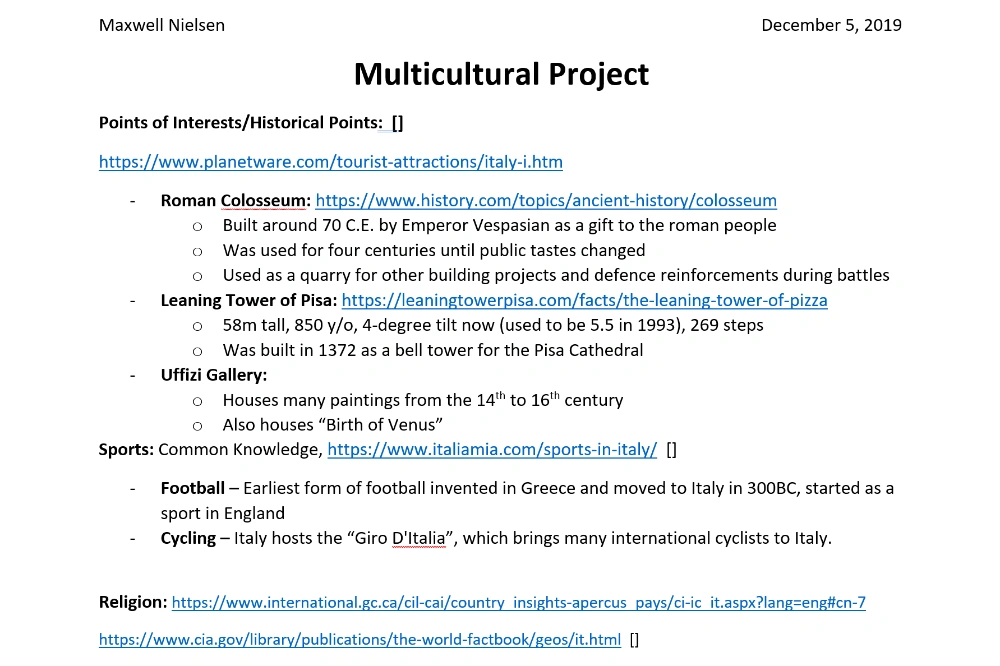 Maxwell Nielsen December 5, 2019
Multicultural Project
Points of Interests/Historical Points:  []
https://www.planetware.com/tourist-attractions/italy-i.htm
- Roman Colosseum: https://www.history.com/topics/ancient-history/colosseum
o Built around 70 C.E. by Emperor Vespasian as a gift to the roman people
o Was used for four centuries until public tastes changed
o Used as a quarry for other building projects and defence reinforcements during battles
- Leaning Tower of Pisa: https://leaningtowerpisa.com/facts/the-leaning-tower-of-pizza
o 58m tall, 850 y/o, 4-degree tilt now (used to be 5.5 in 1993), 269 steps
o Was built in 1372 as a bell tower for the Pisa Cathedral
- Uffizi Gallery:
o Houses many paintings from the 14th to 16th century
o Also houses “Birth of Venus”
Sports: Common Knowledge, https://www.italiamia.com/sports-in-italy/  []
- Football – Earliest form of football invented in Greece and moved to Italy in 300BC, started as a
sport in England
- Cycling – Italy hosts the “Giro D'Italia”, which brings many international cyclists to Italy.
Religion: https://www.international.gc.ca/cil-cai/country_insights-apercus_pays/ci-ic_it.aspx?lang=eng#cn-7
https://www.cia.gov/library/publications/the-world-factbook/geos/it.html  []